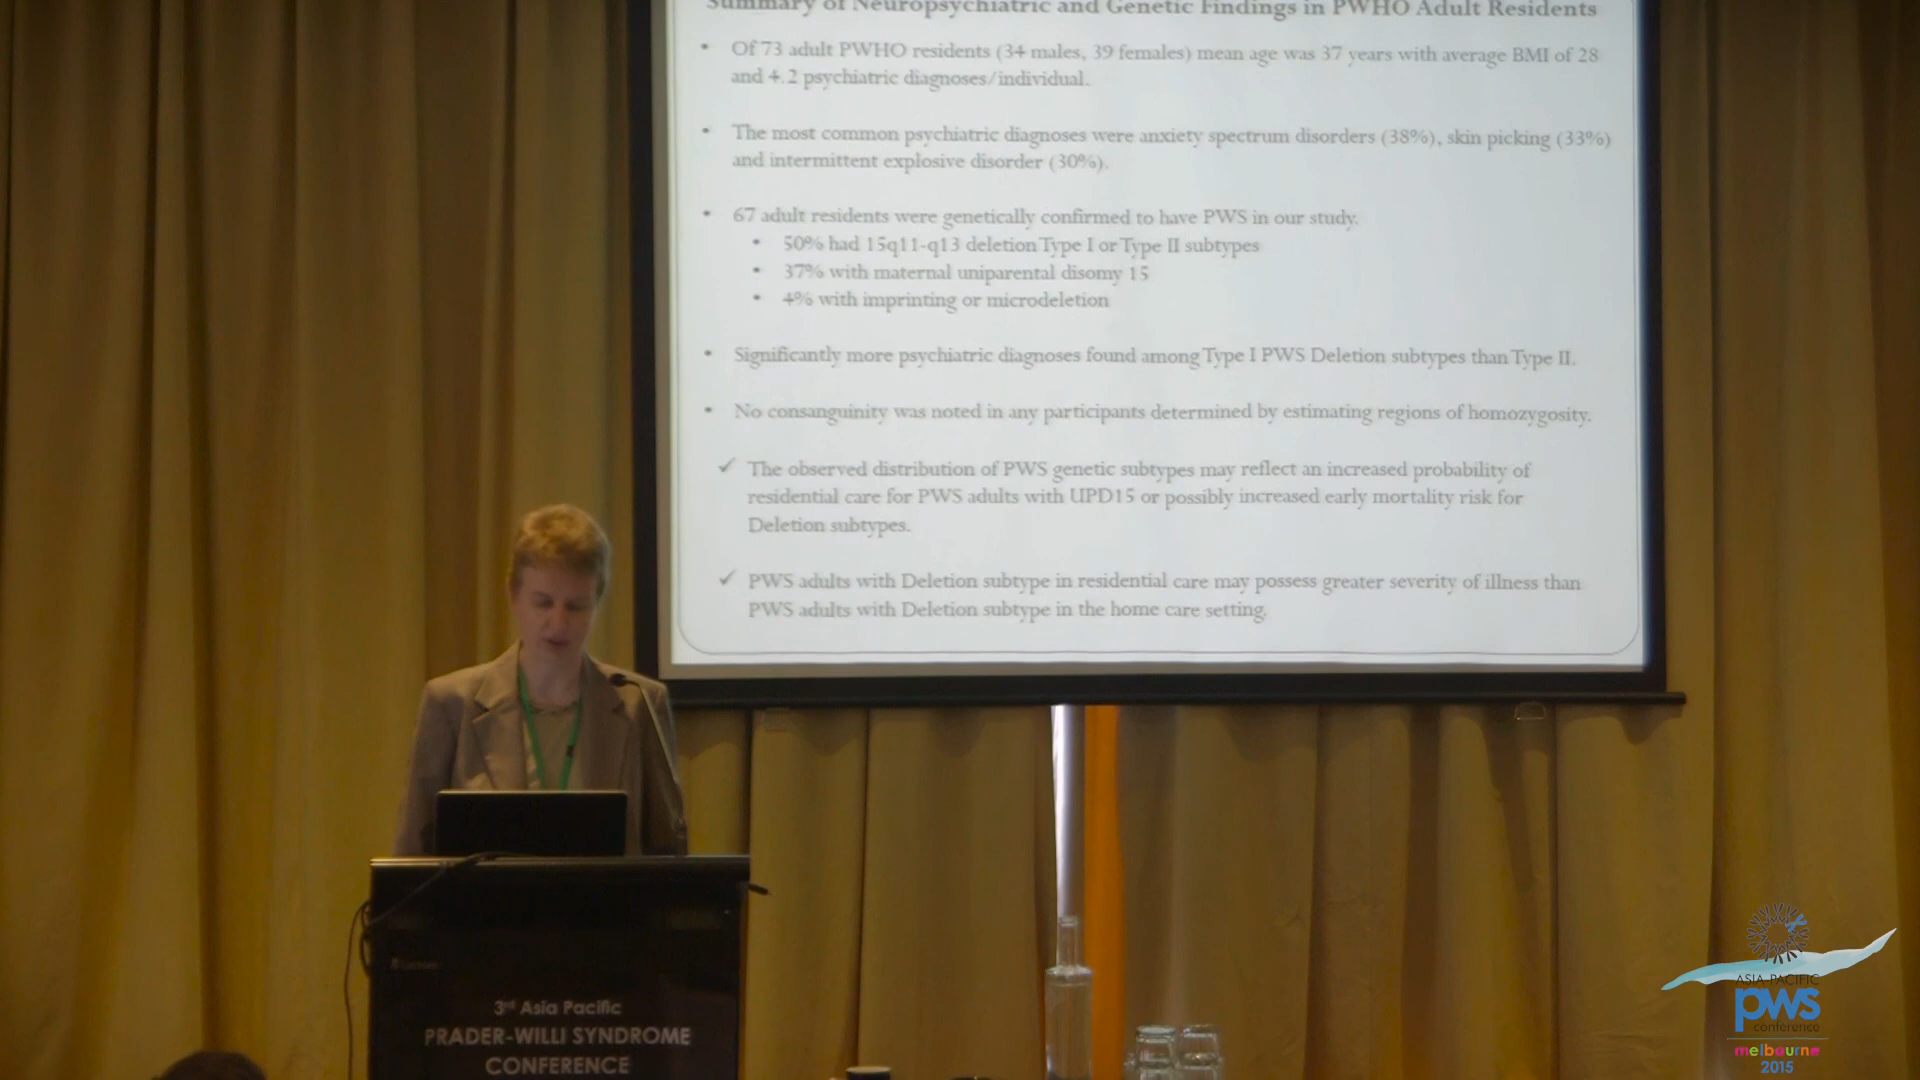 Summary of Neuropsychiatric and Genetic Findings in PWHO Adult Residents
• Of 73 adult PWHO residents (34 males, 39 females) mean age was 37 years with average BMI of 28
and 4.2 psychiatric diagnoses/individual.
• The most common psychiatric diagnoses were anxiety spectrum disorders (38%), skin picking (33%)
and intermittent explosive disorder (30%).
• 67 adult residents were genetically confirmed to have PWS in our study.
• 50% had 15q11-q13 deletion Type I or Type II subtypes
• 37% with maternal uniparental disomy 15
• 4% with imprinting or microdeletion
• Significantly more psychiatric diagnoses found among Type I PWS Deletion subtypes than Type II.
• No consanguinity was noted in any participants determined by estimating regions of homozygosity.
✓ The observed distribution of PWS genetic subtypes may reflect an increased probability of
residential care for PWS adults with UPD15 or possibly increased early mortality risk for
Deletion subtypes.
✓ PWS adults with Deletion subtype in residential care may possess greater severity of illness than
PWS adults with Deletion subtype in the home care setting.
3rd Asia Pacific
PRADER-WILLI SYNDROME
CONFERENCE
ASIA-PACIFIC
pws
conference
melbourne
2015